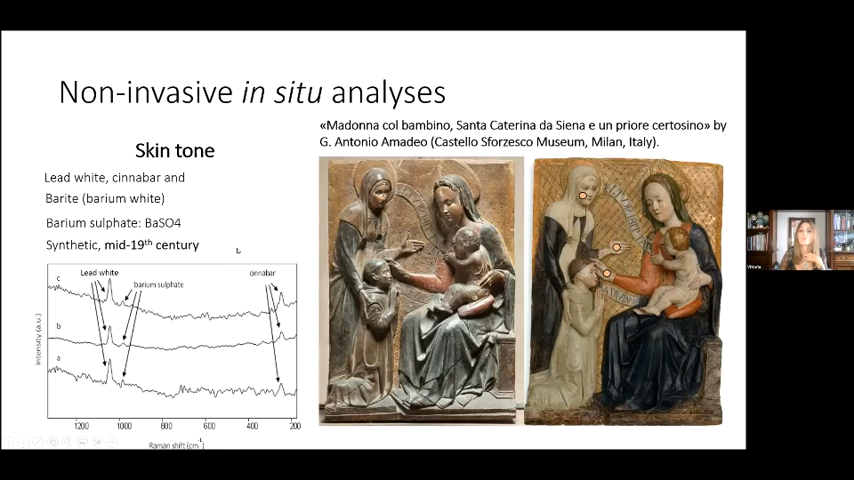 Non-invasive in situ analyses
«Madonna col bambino, Santa Caterina da Siena e un priore certosino» by
G. Antonio Amadeo (Castello Sforzesco Museum, Milan, Italy).
Skin tone
Lead white, cinnabar and
Barite (barium white)
Barium sulphate: BaSO4
Synthetic, mid-19th century
Lead white
barium sulphate
cinnabar
c
b
a
Intensity (a.u.)
1200 1000 800 600 400 200
Raman shift (cm-1